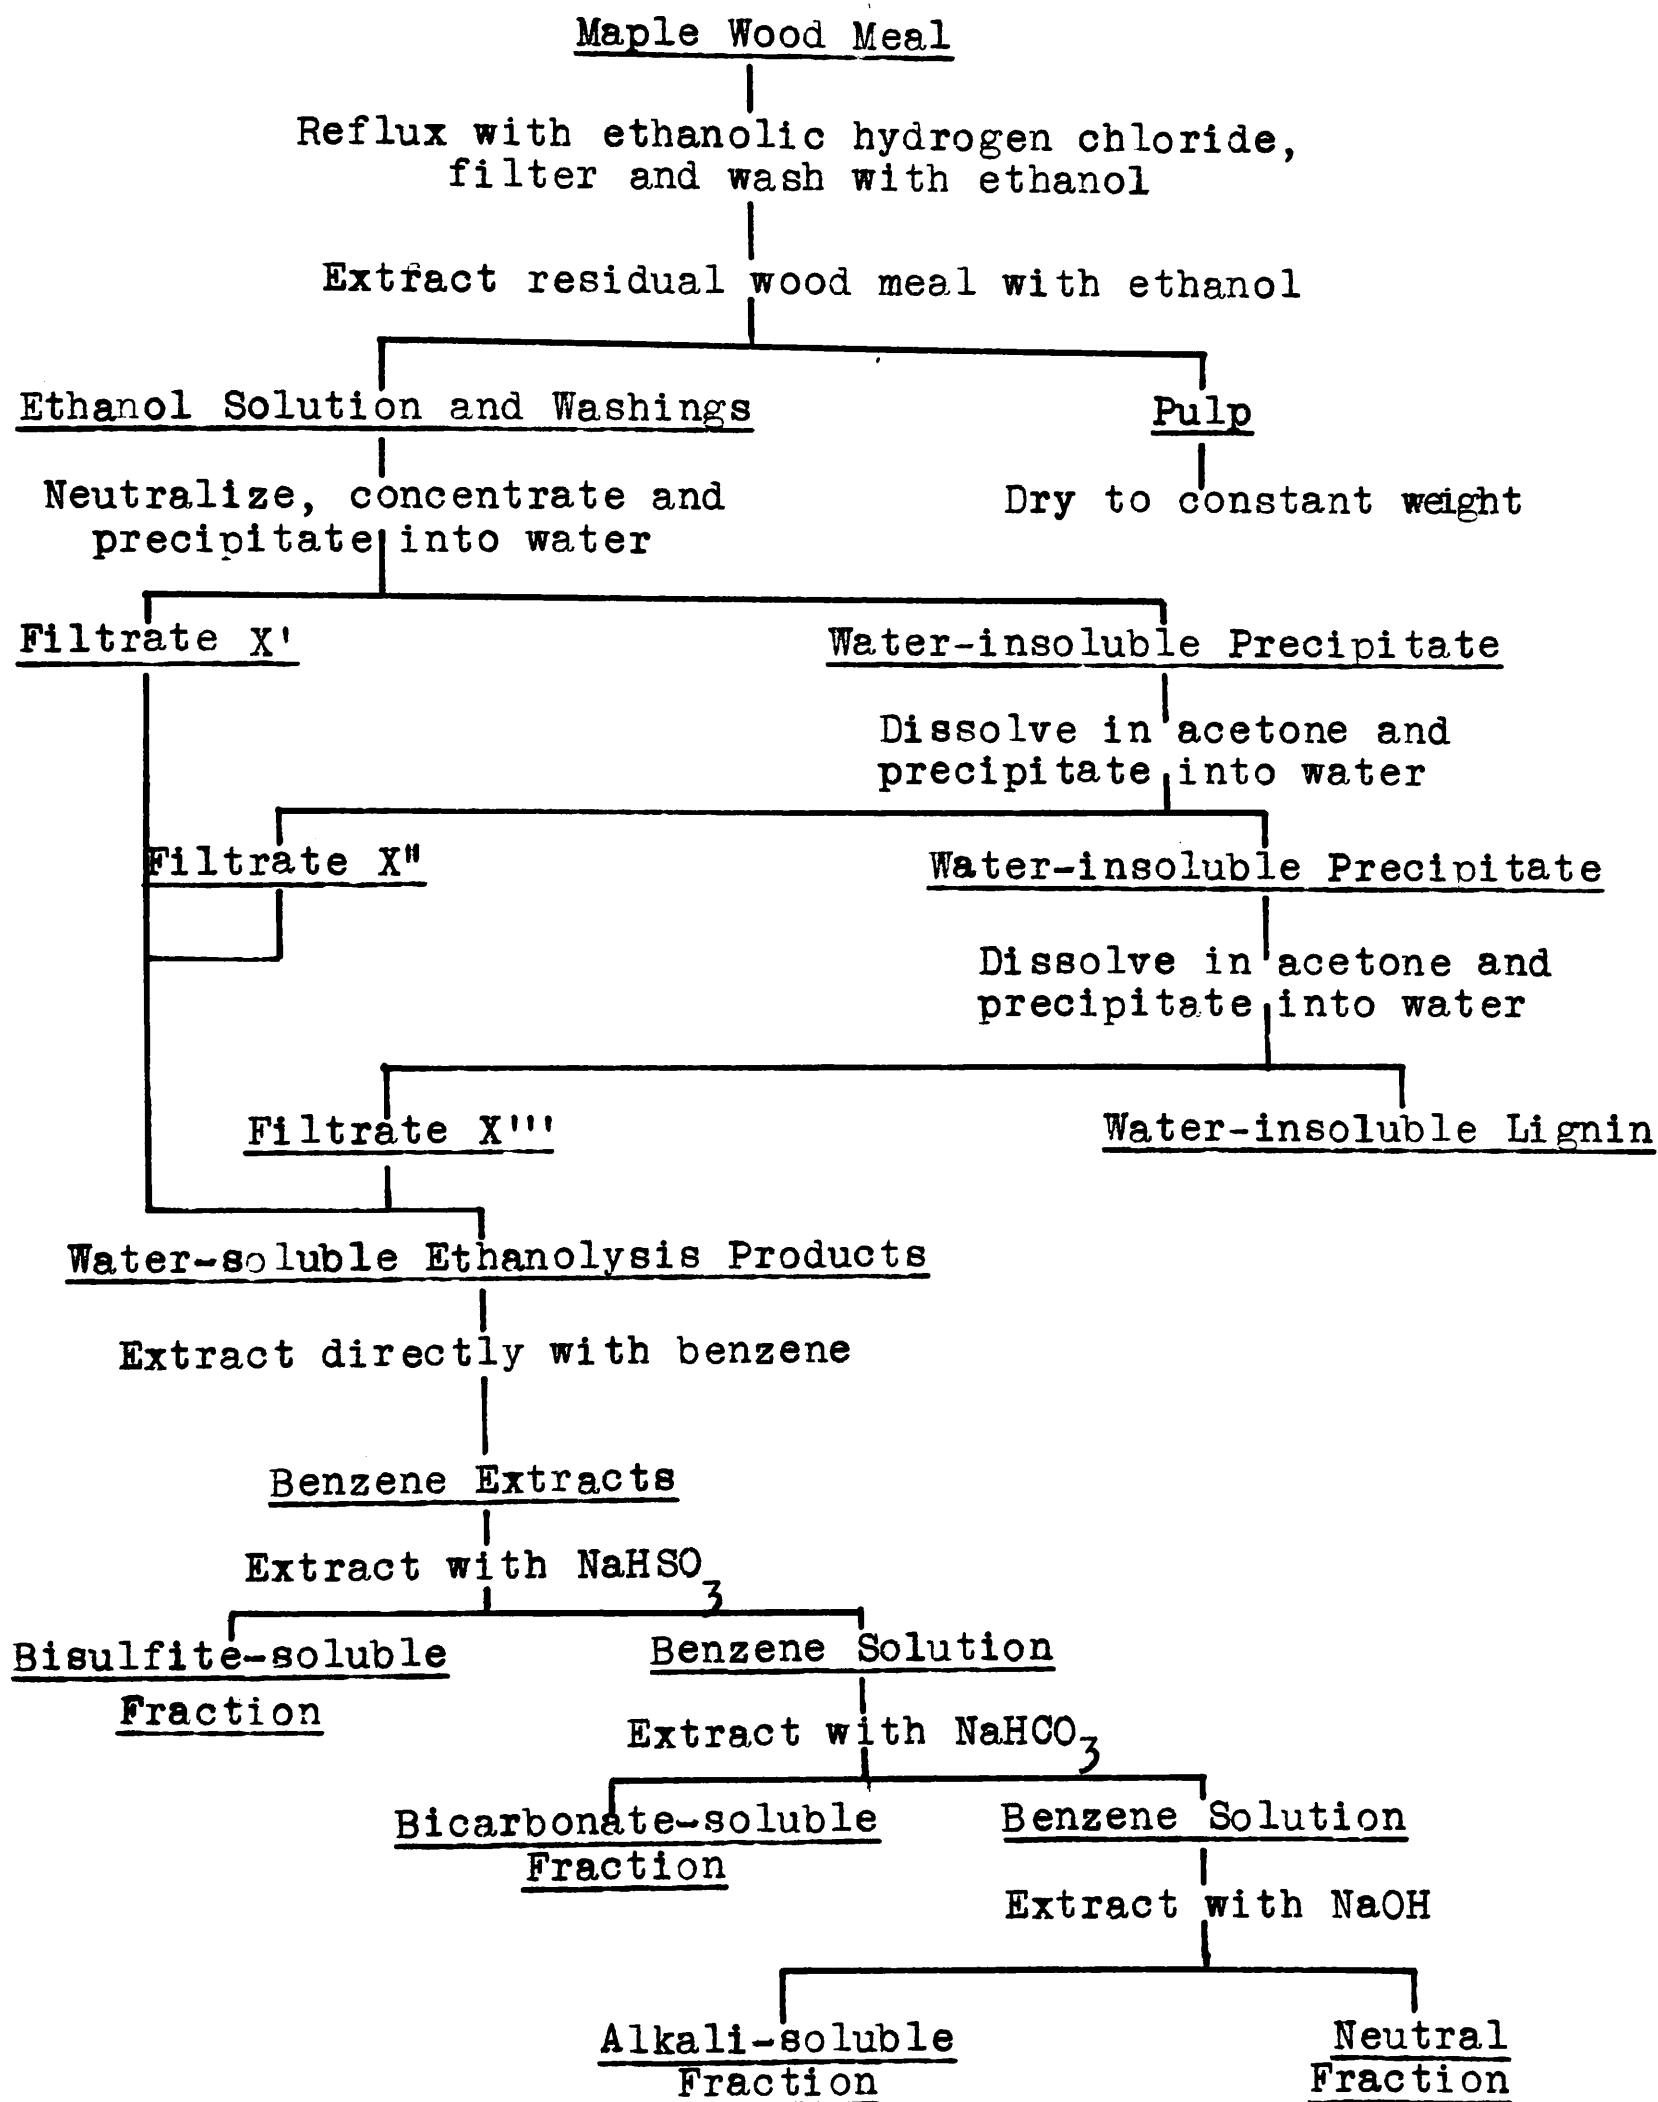 Maple Wood Meal
Reflux with ethanolic hydrogen chloride,
filter and wash with ethanol
Extract residual wood meal with ethanol
Ethanol Solution and Washings
Pulp
Neutralize, concentrate and
precipitate into water
Dry to constant weight
Filtrate X'
Water-insoluble Precipitate
Dissolve in acetone and
precipitate into water
Filtrate X"
Water-insoluble Precipitate
Dissolve in acetone and
precipitate into water
Filtrate X'''
Water-insoluble Lignin
Water-soluble Ethanolysis Products
Extract directly with benzene
Benzene Extracts
Extract with NaHSO3
Bisulfite-soluble
Fraction
Benzene Solution
Extract with NaHCO3
Bicarbonate-soluble
Fraction
Benzene Solution
Extract with NaOH
Alkali-soluble
Fraction
Neutral
Fraction